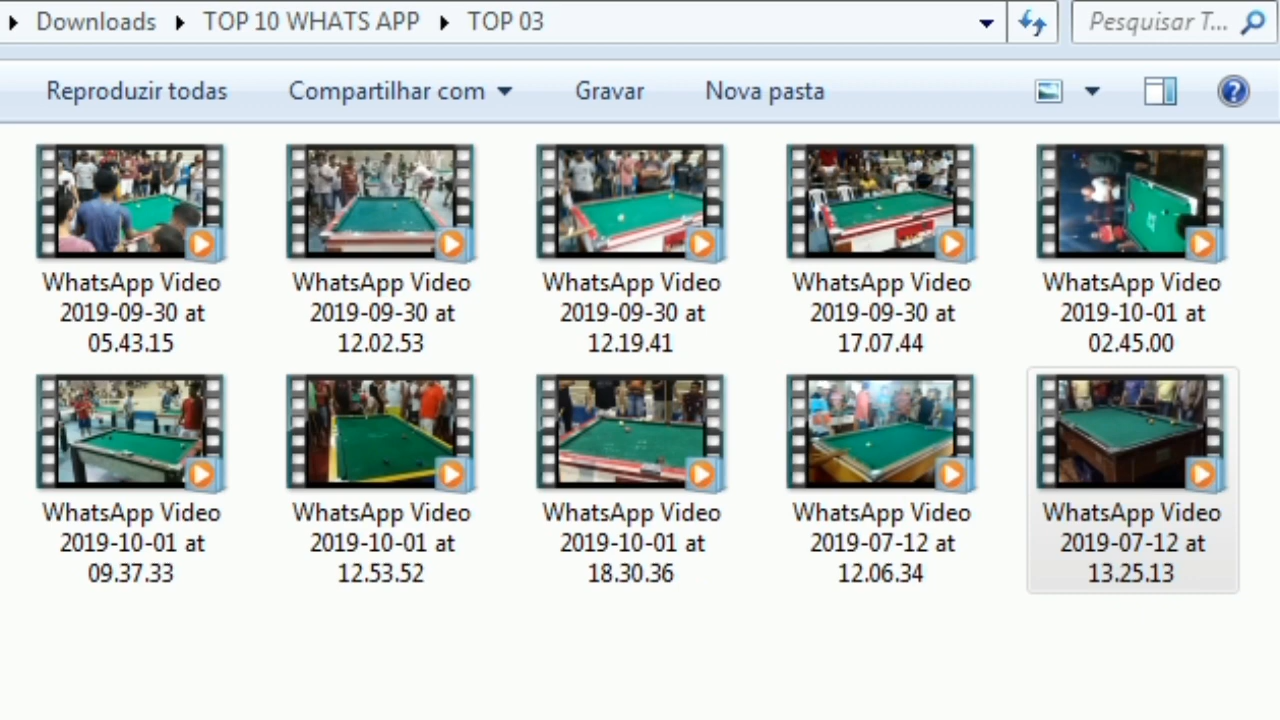 Downloads TOP 10 WHATS APP TOP 03 Pesquisar T...
Reproduzir todas Compartilhar com Gravar Nova pasta
WhatsApp Video
2019-09-30 at
05.43.15
WhatsApp Video
2019-09-30 at
12.02.53
WhatsApp Video
2019-09-30 at
12.19.41
WhatsApp Video
2019-09-30 at
17.07.44
WhatsApp Video
2019-10-01 at
02.45.00
WhatsApp Video
2019-10-01 at
09.37.33
WhatsApp Video
2019-10-01 at
12.53.52
WhatsApp Video
2019-10-01 at
18.30.36
WhatsApp Video
2019-07-12 at
12.06.34
WhatsApp Video
2019-07-12 at
13.25.13